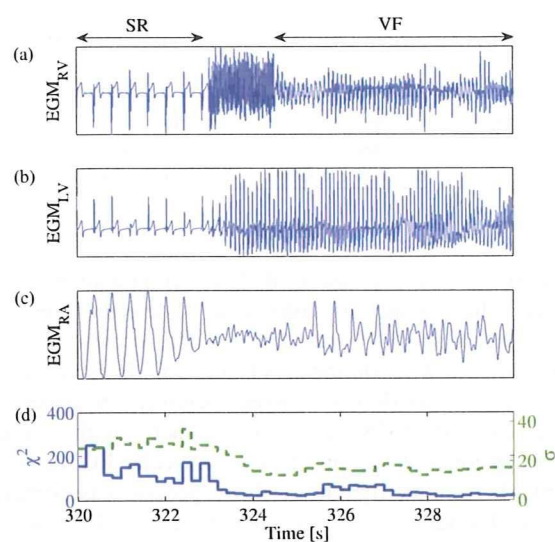 SR VF
(a) EGM_RV
(b) EGM_LV
(c) EGM_RA
(d) 400 200 0 χ² 40 20 0 σ
320 322 324 326 328
Time [s]